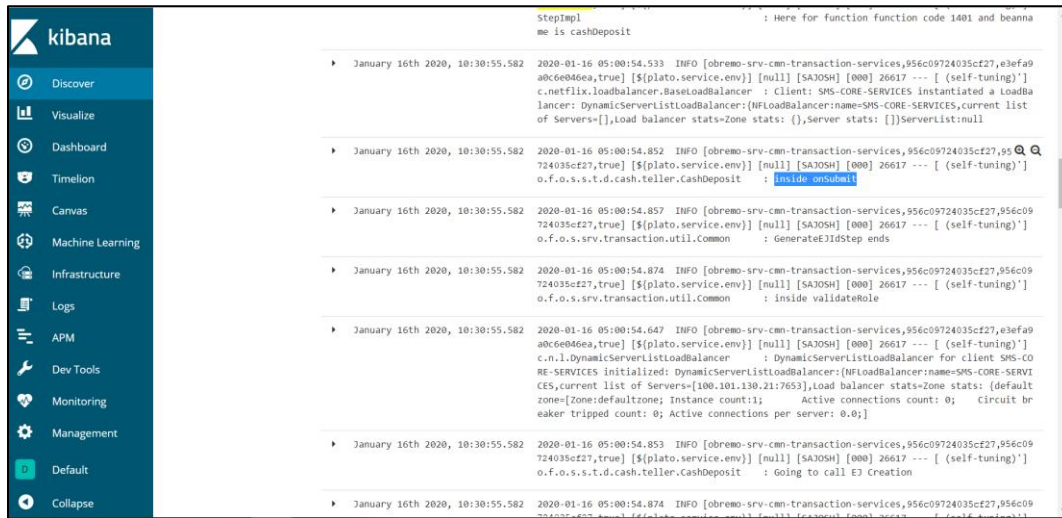 kibana
Discover
Visualize
Dashboard
Timelion
Canvas
Machine Learning
Infrastructure
Logs
APM
Dev Tools
Monitoring
Management
D Default
Collapse
StepImpl : Here for function function code 1401 and beanna
me is cashDeposit
January 16th 2020, 10:30:55.582 2020-01-16 05:00:54.533 INFO [obremo-srv-cmn-transaction-services,956c09724035cf27,e3efa9
a0c6e046ea,true] [${plato.service.env}] [null] [SAJOSH] [000] 26617 --- [ (self-tuning)']
c.netflix.loadbalancer.BaseLoadBalancer : Client: SMS-CORE-SERVICES instantiated a LoadBa
lancer: DynamicServerListLoadBalancer:{NFLoadBalancer:name=SMS-CORE-SERVICES,current list
of Servers=[],Load balancer stats=Zone stats: {},Server stats: []}ServerList:null
January 16th 2020, 10:30:55.582 2020-01-16 05:00:54.852 INFO [obremo-srv-cmn-transaction-services,956c09724035cf27,95
724035cf27,true] [${plato.service.env}] [null] [SAJOSH] [000] 26617 --- [ (self-tuning)']
o.f.o.s.s.t.d.cash.teller.CashDeposit : inside onSubmit
January 16th 2020, 10:30:55.582 2020-01-16 05:00:54.857 INFO [obremo-srv-cmn-transaction-services,956c09724035cf27,956c09
724035cf27,true] [${plato.service.env}] [null] [SAJOSH] [000] 26617 --- [ (self-tuning)']
o.f.o.s.srv.transaction.util.Common : GenerateEJIdStep ends
January 16th 2020, 10:30:55.582 2020-01-16 05:00:54.874 INFO [obremo-srv-cmn-transaction-services,956c09724035cf27,956c09
724035cf27,true] [${plato.service.env}] [null] [SAJOSH] [000] 26617 --- [ (self-tuning)']
o.f.o.s.srv.transaction.util.Common : inside validateRole
January 16th 2020, 10:30:55.582 2020-01-16 05:00:54.647 INFO [obremo-srv-cmn-transaction-services,956c09724035cf27,e3efa9
a0c6e046ea,true] [${plato.service.env}] [null] [SAJOSH] [000] 26617 --- [ (self-tuning)']
c.n.l.DynamicServerListLoadBalancer : DynamicServerListLoadBalancer for client SMS-CO
RE-SERVICES initialized: DynamicServerListLoadBalancer:{NFLoadBalancer:name=SMS-CORE-SERVI
CES,current list of Servers=[100.101.130.21:7653],Load balancer stats=Zone stats: {default
zone=[Zone:defaultzone; Instance count:1; Active connections count: 0; Circuit br
eaker tripped count: 0; Active connections per server: 0.0;]
January 16th 2020, 10:30:55.582 2020-01-16 05:00:54.853 INFO [obremo-srv-cmn-transaction-services,956c09724035cf27,956c09
724035cf27,true] [${plato.service.env}] [null] [SAJOSH] [000] 26617 --- [ (self-tuning)']
o.f.o.s.s.t.d.cash.teller.CashDeposit : Going to call EJ Creation
January 16th 2020, 10:30:55.582 2020-01-16 05:00:54.874 INFO [obremo-srv-cmn-transaction-services,956c09724035cf27,956c09